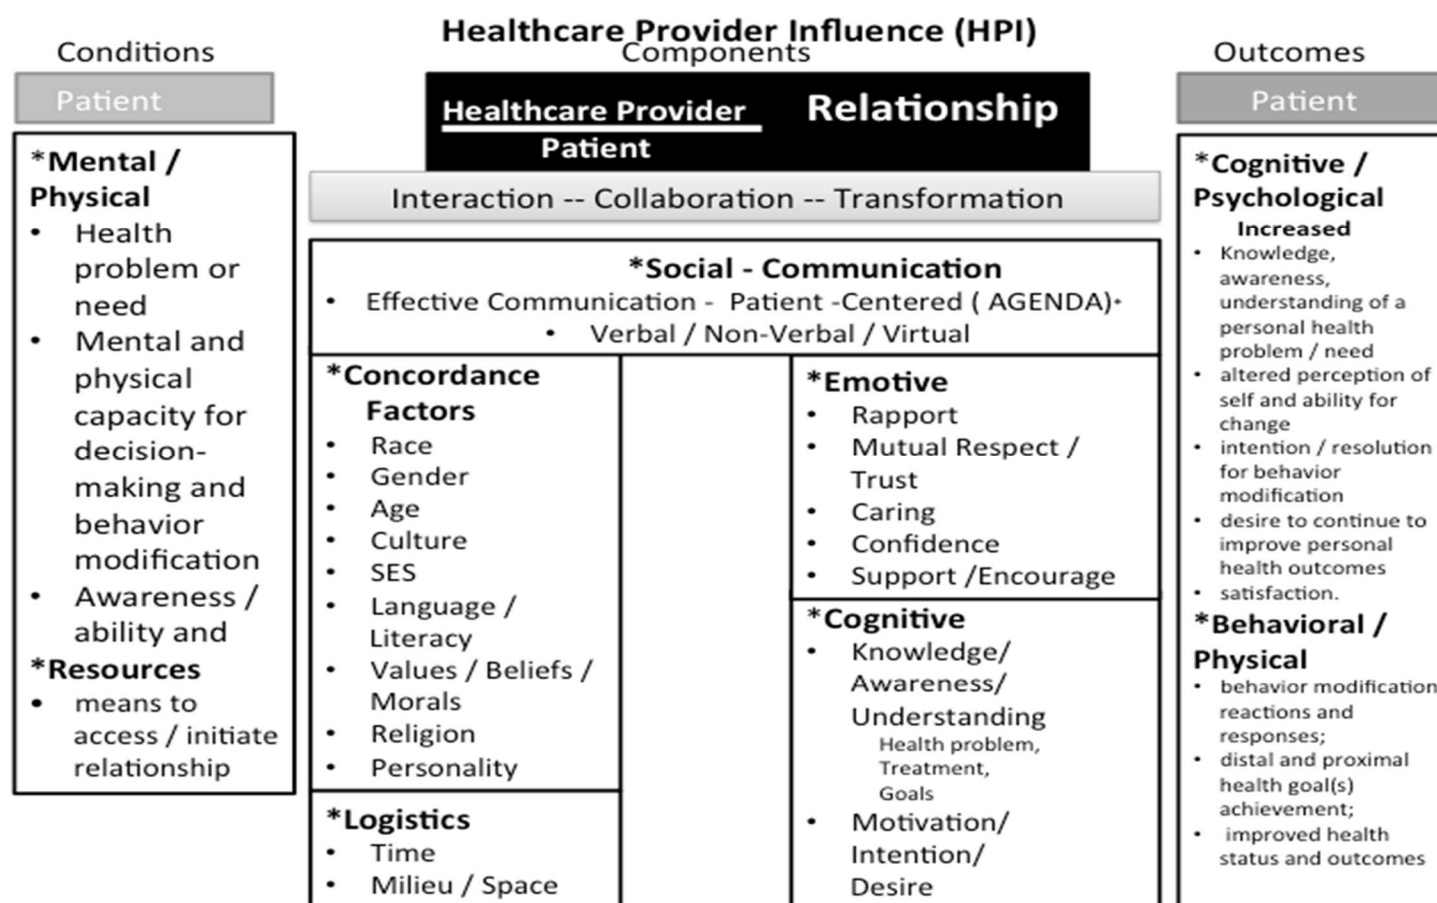 Healthcare Provider Influence (HPI)
Conditions
Components
Outcomes
Patient
Healthcare Provider
Patient
Relationship
Patient
Interaction -- Collaboration -- Transformation
*Mental /
Physical
• Health
problem or
need
• Mental and
physical
capacity for
decision-
making and
behavior
modification
• Awareness /
ability and
*Resources
• means to
access / initiate
relationship
*Social - Communication
• Effective Communication - Patient -Centered ( AGENDA)•
• Verbal / Non-Verbal / Virtual
*Concordance
Factors
• Race
• Gender
• Age
• Culture
• SES
• Language /
Literacy
• Values / Beliefs /
Morals
• Religion
• Personality
*Logistics
• Time
• Milieu / Space
*Emotive
• Rapport
• Mutual Respect /
Trust
• Caring
• Confidence
• Support /Encourage
*Cognitive
• Knowledge/
Awareness/
Understanding
Health problem,
Treatment,
Goals
• Motivation/
Intention/
Desire
*Cognitive /
Psychological
Increased
• Knowledge,
awareness,
understanding of a
personal health
problem / need
• altered perception of
self and ability for
change
• intention / resolution
for behavior
modification
• desire to continue to
improve personal
health outcomes
• satisfaction.
*Behavioral /
Physical
• behavior modification
reactions and
responses;
• distal and proximal
health goal(s)
achievement;
• improved health
status and outcomes